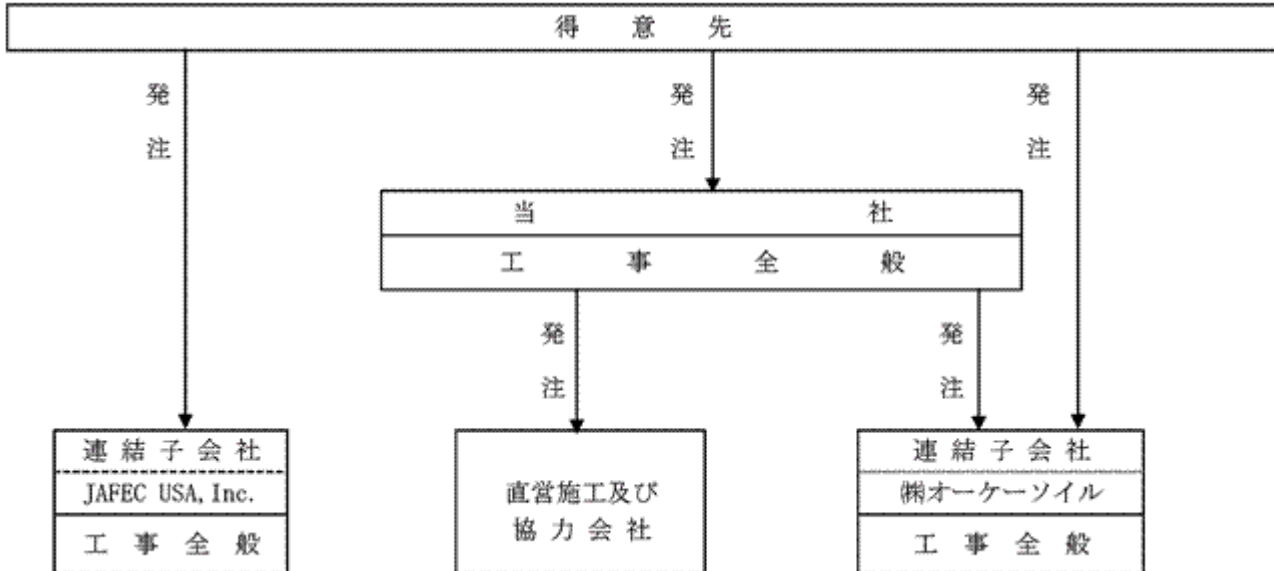 得意先
発注
発注
発注
当社
工事全般
発注
発注
連結子会社
JAFEC USA, Inc.
工事全般
直営施工及び
協力会社
連結子会社
㈱オーケーソイル
工事全般